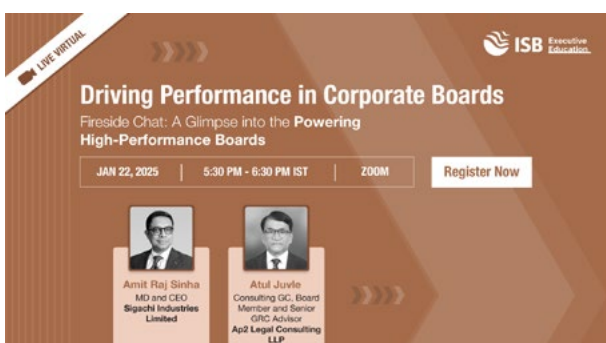 LIVE VIRTUAL
ISB Executive
Education
Driving Performance in Corporate Boards
Fireside Chat: A Glimpse into the Powering
High-Performance Boards
JAN 22, 2025 | 5:30 PM - 6:30 PM IST | ZOOM
Register Now
Amit Raj Sinha
MD and CEO
Sigachi Industries
Limited
Atul Juvle
Consulting GC, Board
Member and Senior
GRC Advisor
Ap2 Legal Consulting
LLP